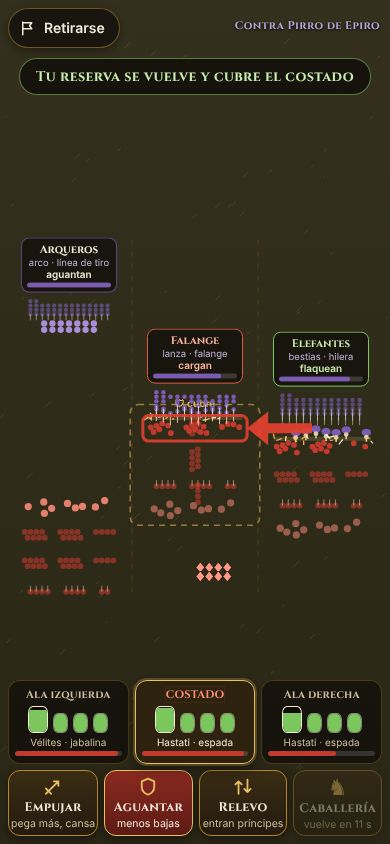 Retirarse
Contra Pirro de Epiro
Tu reserva se vuelve y cubre el costado
Arqueros
arco · línea de tiro
aguantan
Falange
lanza · falange
cargan
Elefantes
bestias · hilera
flaquean
Ala izquierda
Vélites · jabalina
Costado
Hastati · espada
Ala derecha
Hastati · espada
Empujar
pega más, cansa
Aguantar
menos bajas
Relevo
entran príncipes
Caballería
vuelve en 11 s